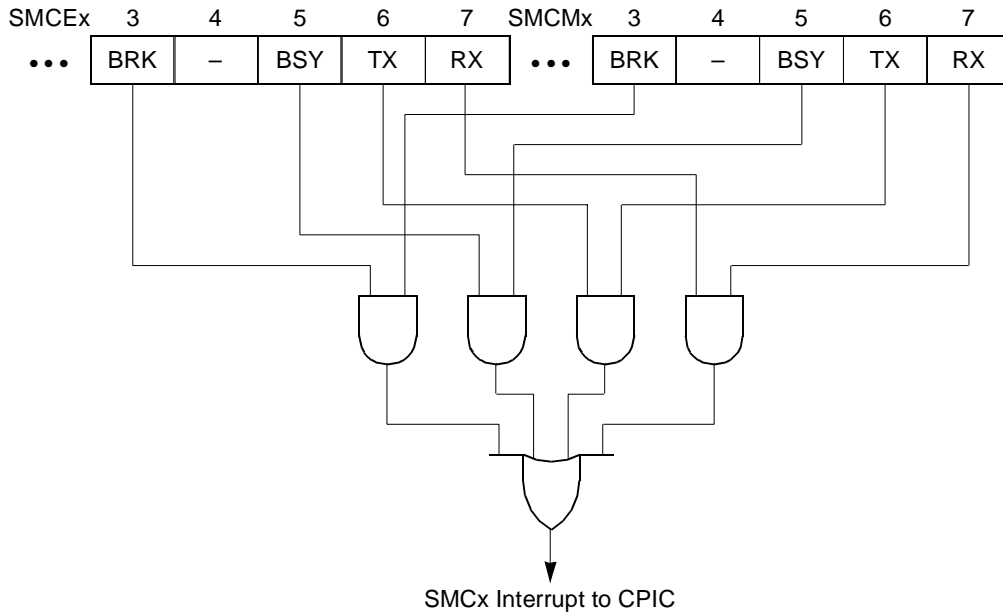 SMCEx 3 4 5 6 7 SMCMx 3 4 5 6 7
••• BRK – BSY TX RX ••• BRK – BSY TX RX
SMCx Interrupt to CPIC